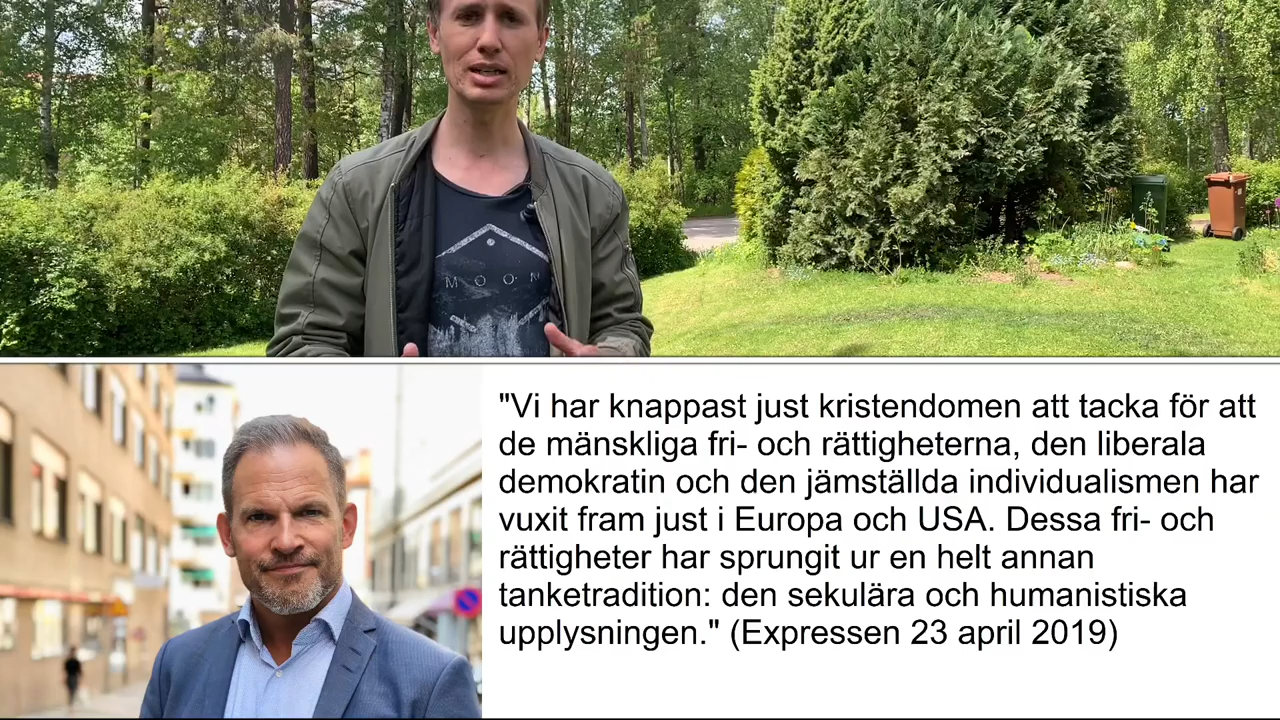 MOON
"Vi har knappast just kristendomen att tacka för att
de mänskliga fri- och rättigheterna, den liberala
demokratin och den jämställda individualismen har
vuxit fram just i Europa och USA. Dessa fri- och
rättigheter har sprungit ur en helt annan
tanketradition: den sekulära och humanistiska
upplysningen." (Expressen 23 april 2019)